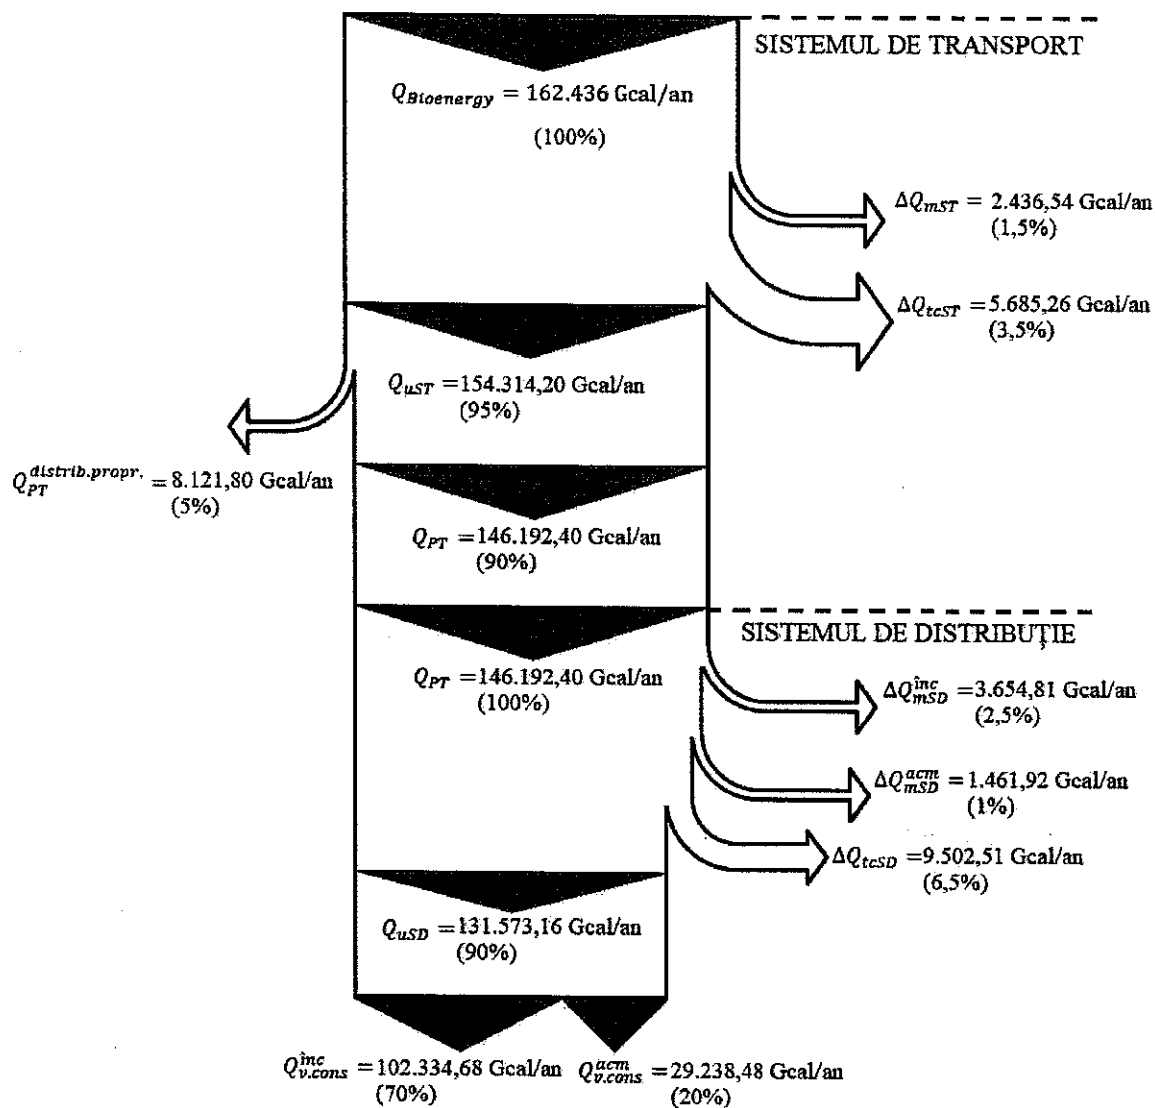 SISTEMUL DE TRANSPORT
Q_Bioenergy = 162.436 Gcal/an
(100%)
ΔQ_mST = 2.436,54 Gcal/an
(1,5%)
ΔQ_tcST = 5.685,26 Gcal/an
(3,5%)
Q_uST = 154.314,20 Gcal/an
(95%)
Q_PT^distrib.propr. = 8.121,80 Gcal/an
(5%)
Q_PT = 146.192,40 Gcal/an
(90%)
SISTEMUL DE DISTRIBUŢIE
Q_PT = 146.192,40 Gcal/an
(100%)
ΔQ_mSD^înc = 3.654,81 Gcal/an
(2,5%)
ΔQ_mSD^acm = 1.461,92 Gcal/an
(1%)
ΔQ_tcSD = 9.502,51 Gcal/an
(6,5%)
Q_uSD = 131.573,16 Gcal/an
(90%)
Q_v.cons^înc = 102.334,68 Gcal/an
(70%)
Q_v.cons^acm = 29.238,48 Gcal/an
(20%)